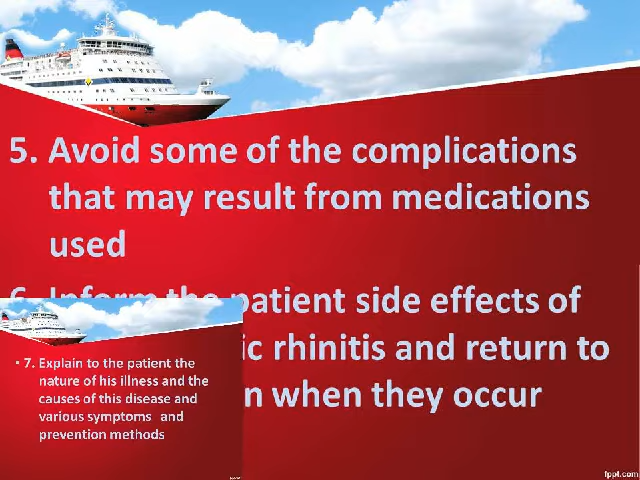 5. Avoid some of the complications
that may result from medications
used
6. Inform the patient side effects of
ic rhinitis and return to
n when they occur
• 7. Explain to the patient the
nature of his illness and the
causes of this disease and
various symptoms and
prevention methods
fppt.com